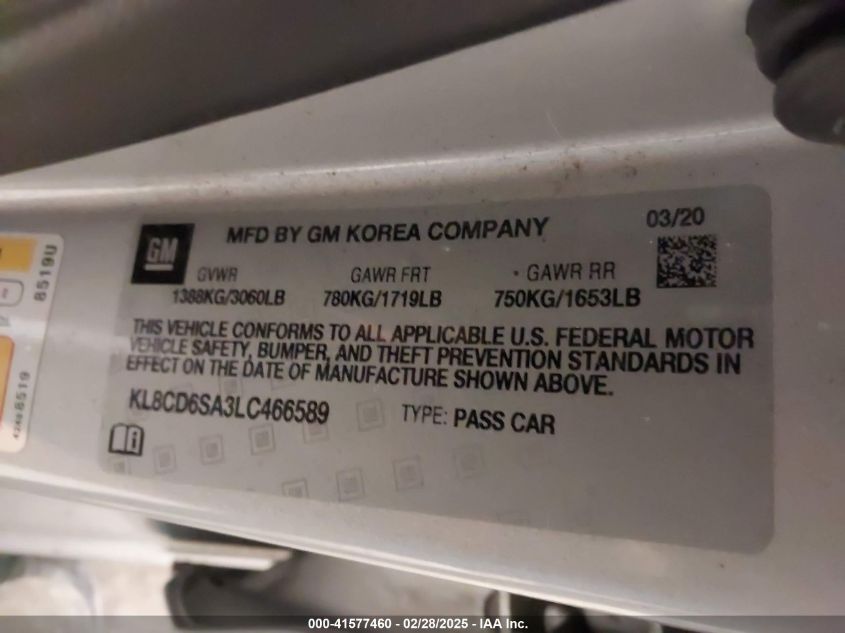 GM
MFD BY GM KOREA COMPANY
03/20
GVWR GAWR FRT GAWR RR
1388KG/3060LB 780KG/1719LB 750KG/1653LB
THIS VEHICLE CONFORMS TO ALL APPLICABLE U.S. FEDERAL MOTOR
VEHICLE SAFETY, BUMPER, AND THEFT PREVENTION STANDARDS IN
EFFECT ON THE DATE OF MANUFACTURE SHOWN ABOVE.
KL8CD6SA3LC466589 TYPE: PASS CAR
8519U
42488519
000-41577460 - 02/28/2025 - IAA Inc.